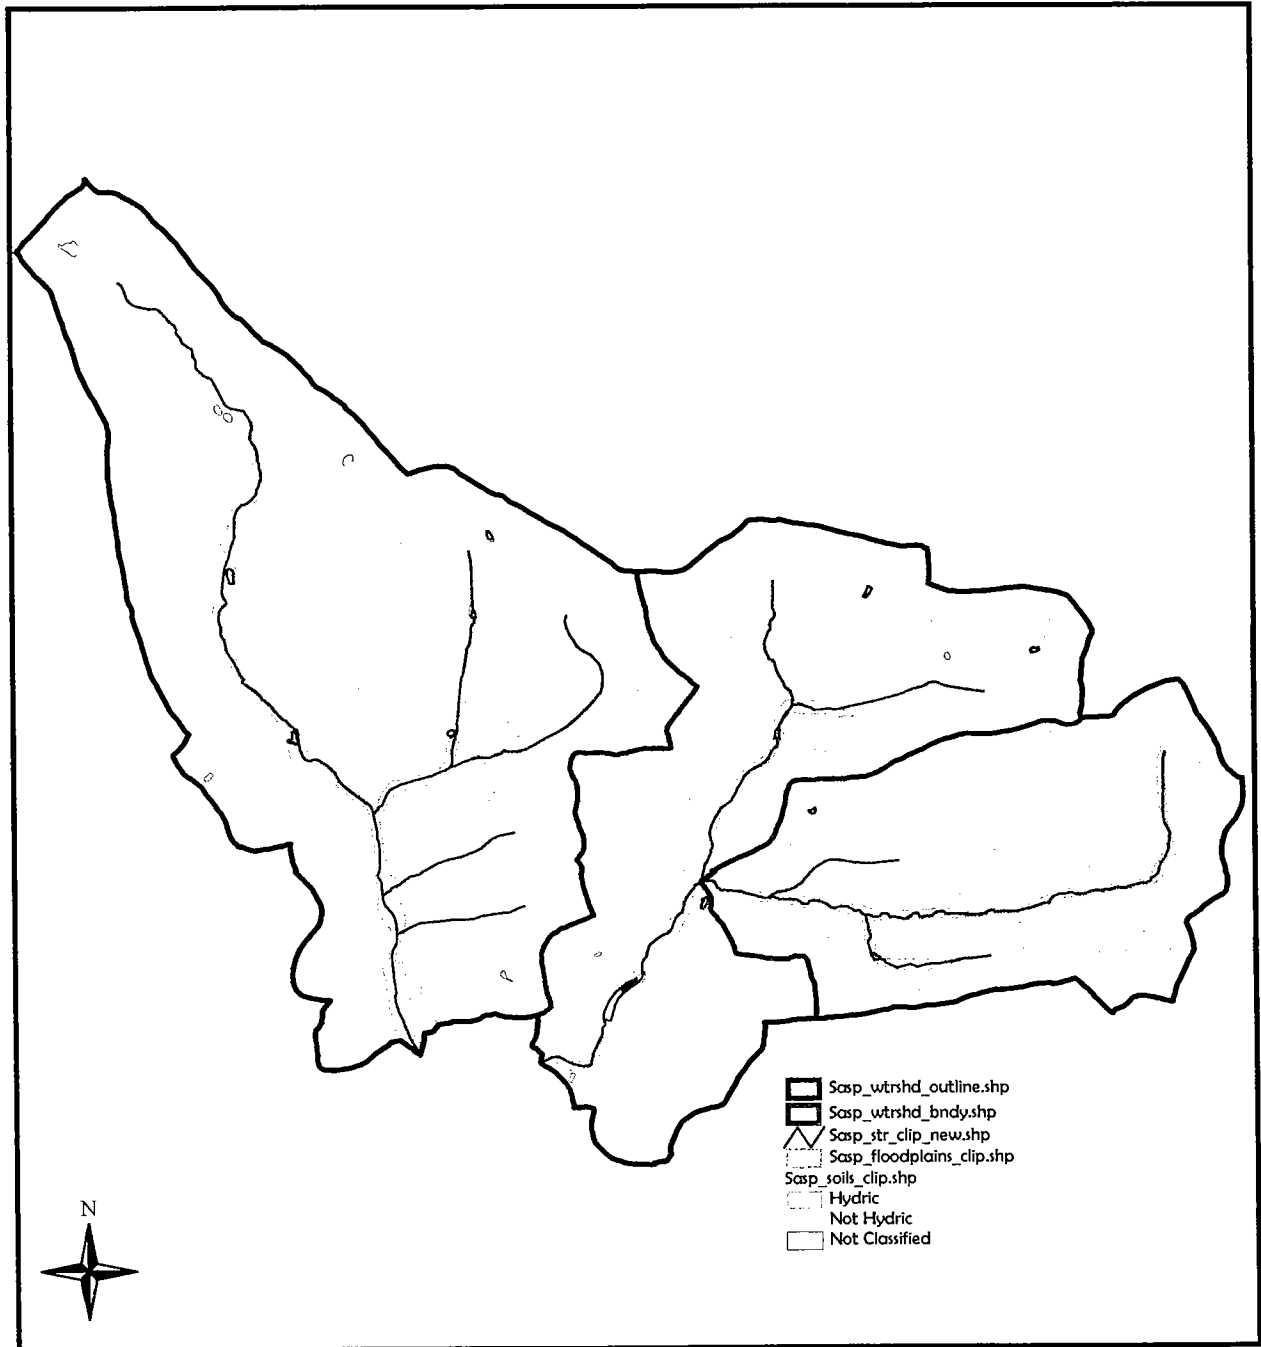 Sasp_wtrshd_outline.shp
Sasp_wtrshd_bndy.shp
Sasp_str_clip_new.shp
Sasp_floodplains_clip.shp
Sasp_soils_clip.shp
Hydric
Not Hydric
Not Classified
N